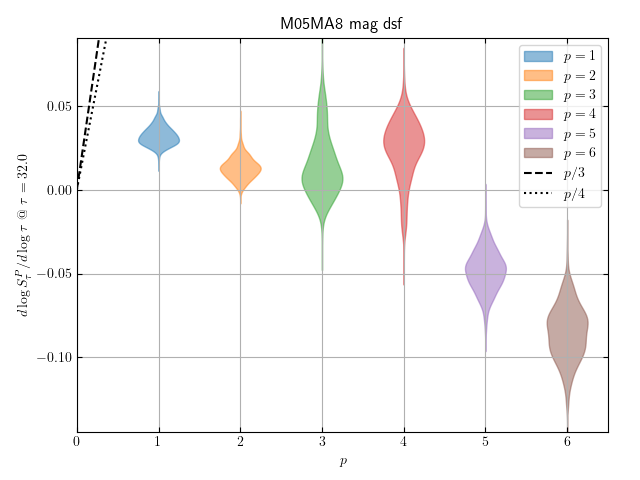 M05MA8 mag dsf
d log S_τ^P / d log τ @ τ = 32.0
0.05
0.00
−0.05
−0.10
p = 1
p = 2
p = 3
p = 4
p = 5
p = 6
p/3
p/4
0 1 2 3 4 5 6
p